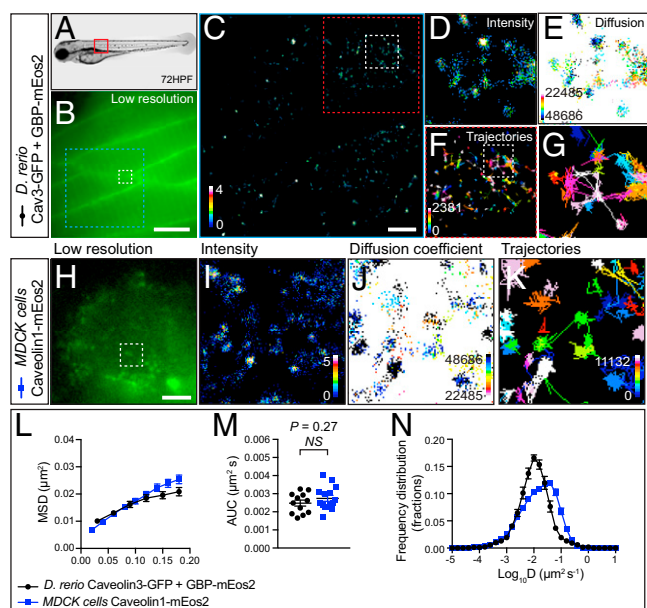 D. rerio
Cav3-GFP + GBP-mEos2
A
72HPF
B
Low resolution
C
4
0
D
Intensity
E
Diffusion
22485
48686
F
Trajectories
2381
0
G
MDCK cells
Caveolin1-mEos2
Low resolution
H
Intensity
I
5
0
Diffusion coefficient
J
48686
22485
Trajectories
K
11132
0
L
MSD (µm²)
0.04
0.03
0.02
0.01
0.00
0.00 0.05 0.10 0.15 0.20
M
P = 0.27
NS
AUC (µm² s)
0.006
0.005
0.004
0.003
0.002
0.001
0.000
N
Frequency distribution
(fractions)
0.20
0.15
0.10
0.05
0.00
-5 -4 -3 -2 -1 0 1
Log₁₀D (µm² s⁻¹)
D. rerio Caveolin3-GFP + GBP-mEos2
MDCK cells Caveolin1-mEos2